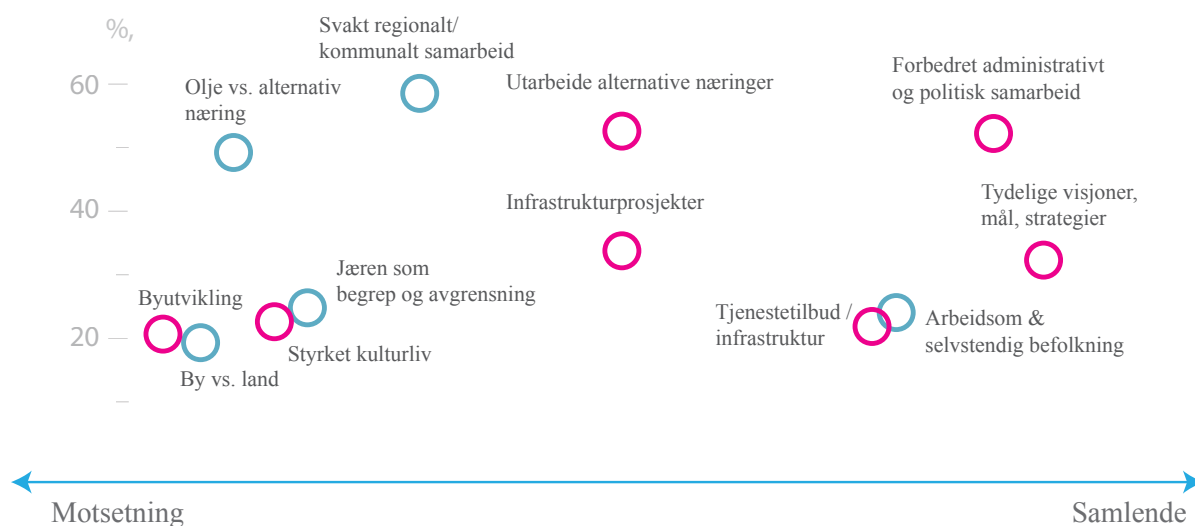 %,
60
40
20
Svakt regionalt/
kommunalt samarbeid
Olje vs. alternativ
næring
Utarbeide alternative næringer
Forbedret administrativt
og politisk samarbeid
Infrastrukturprosjekter
Tydelige visjoner,
mål, strategier
Jæren som
begrep og avgrensning
Byutvikling
Styrket kulturliv
By vs. land
Tjenestetilbud /
infrastruktur
Arbeidsom &
selvstendig befolkning
Motsetning
Samlende